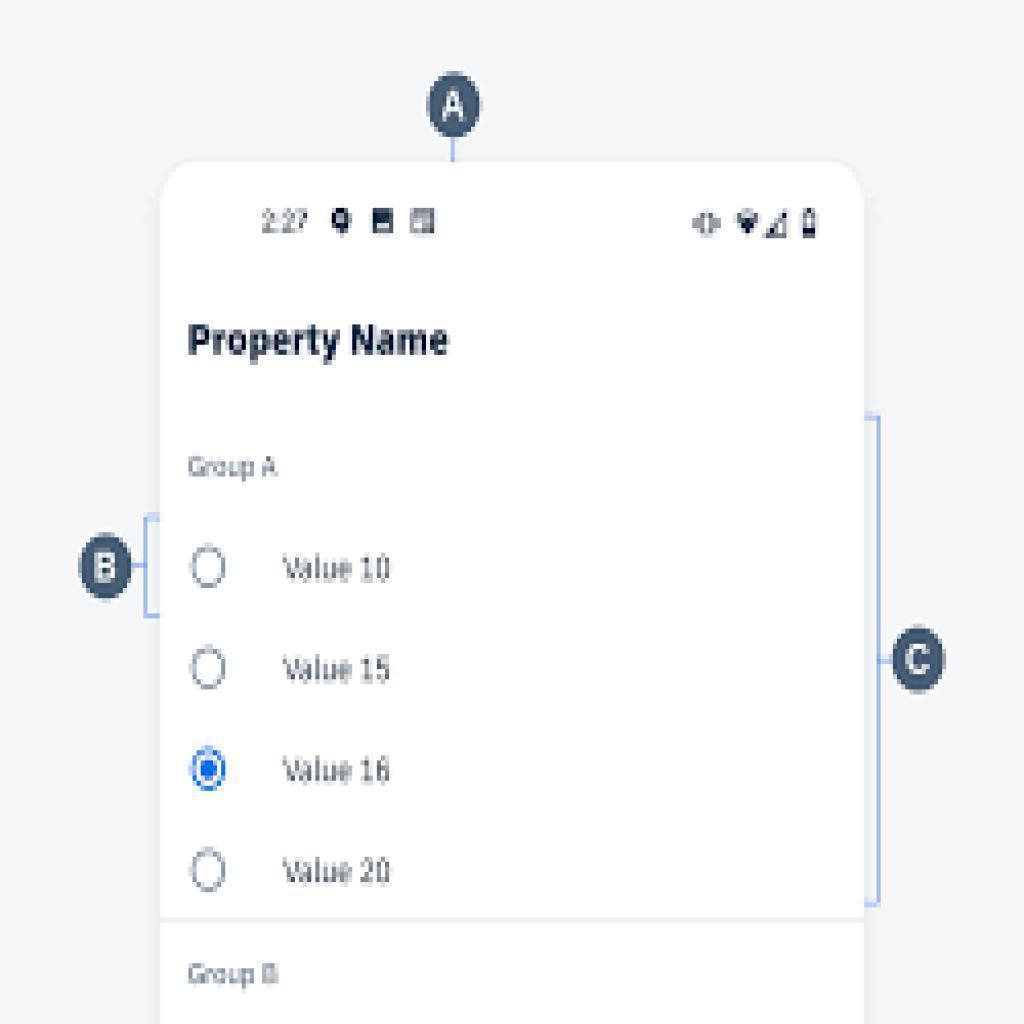 A
2:27
Property Name
Group A
B
Value 10
Value 15
C
Value 16
Value 20
Group B